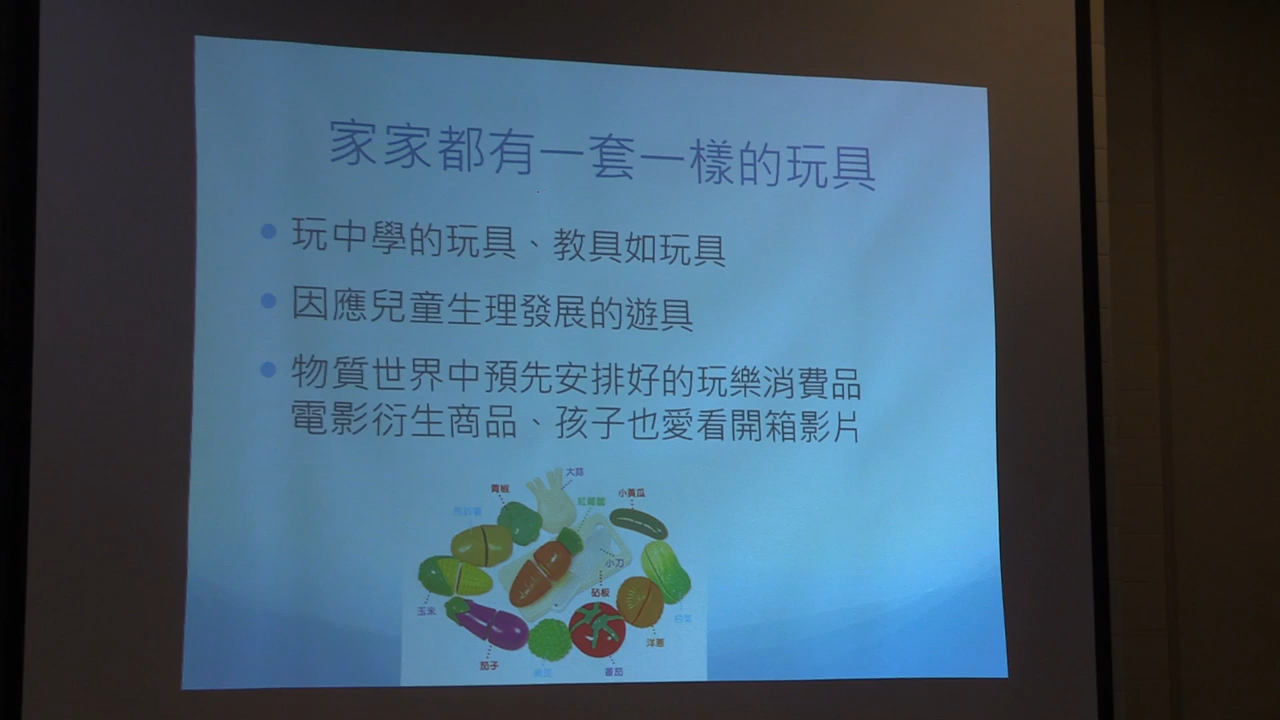 家家都有一套一樣的玩具
玩中學的玩具、教具如玩具
因應兒童生理發展的遊具
物質世界中預先安排好的玩樂消費品
電影衍生商品、孩子也愛看開箱影片
大蒜
青椒
紅蘿蔔
小黃瓜
馬鈴薯
小刀
砧板
玉米
洋蔥
茄子
番茄